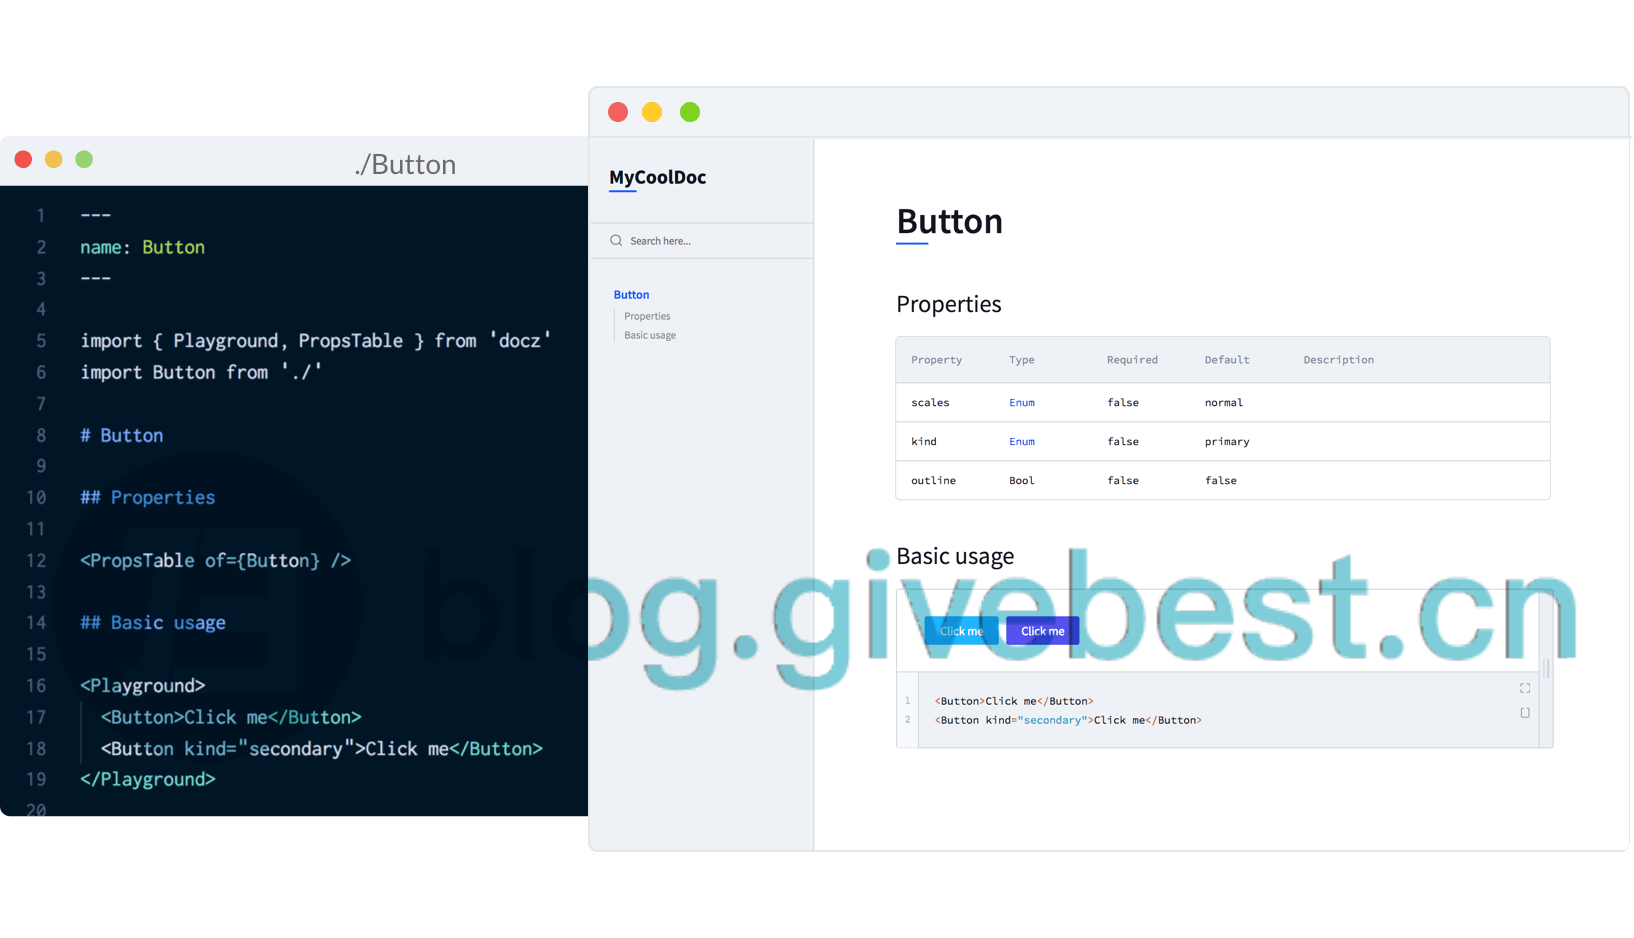 ./Button
1 ---
2 name: Button
3 ---
4
5 import { Playground, PropsTable } from 'docz'
6 import Button from './'
7
8 # Button
9
10 ## Properties
11
12 <PropsTable of={Button} />
13
14 ## Basic usage
15
16 <Playground>
17 <Button>Click me</Button>
18 <Button kind="secondary">Click me</Button>
19 </Playground>
20
MyCoolDoc
Search here...
Button
Properties
Basic usage
Button
Properties
Property Type Required Default Description
scales Enum false normal
kind Enum false primary
outline Bool false false
Basic usage
Click me Click me
1 <Button>Click me</Button>
2 <Button kind="secondary">Click me</Button>
blog.givebest.cn